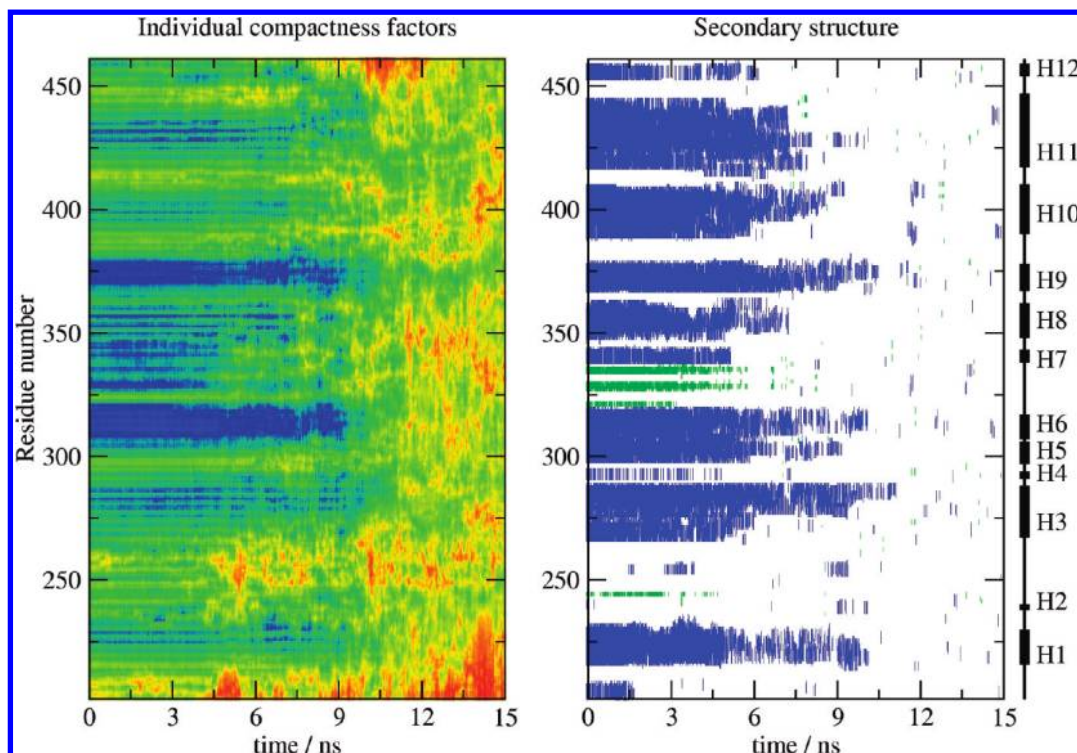 Individual compactness factors
Secondary structure
Residue number
450
400
350
300
250
0 3 6 9 12 15
time / ns
450
400
350
300
250
0 3 6 9 12 15
time / ns
H12
H11
H10
H9
H8
H7
H6
H5
H4
H3
H2
H1